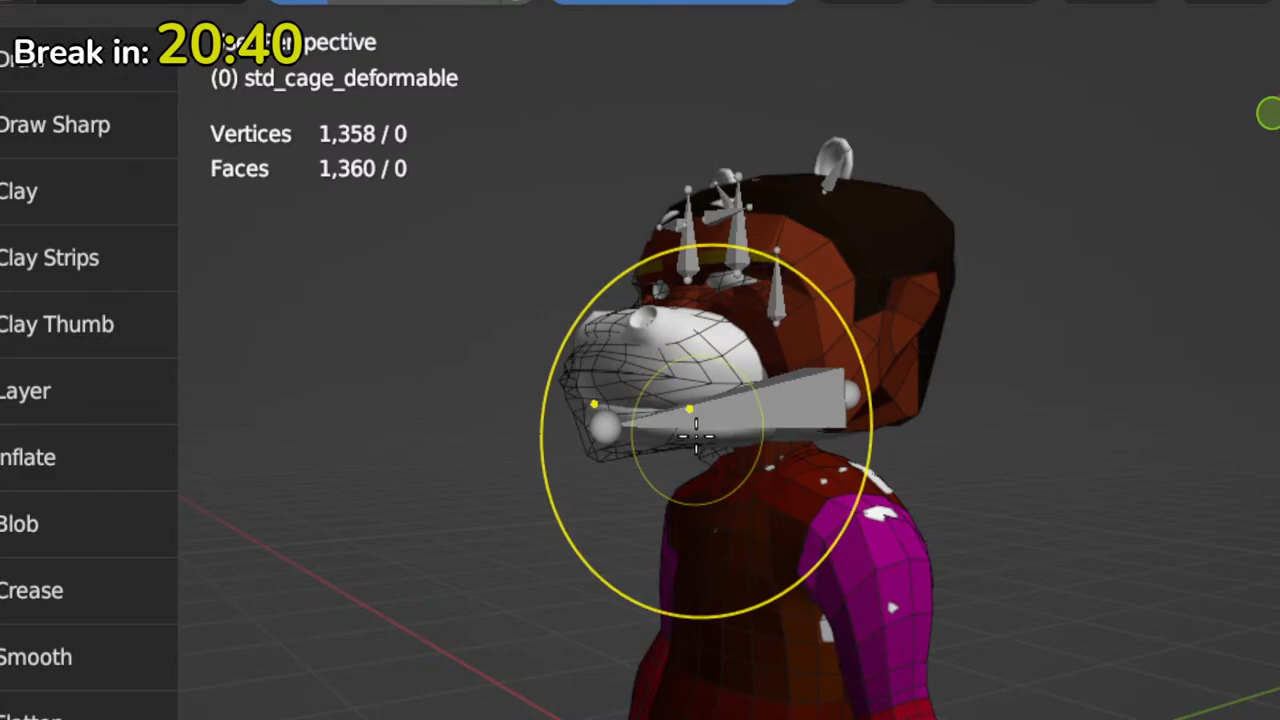 Break in: 20:40
Perspective
(0) std_cage_deformable
Vertices 1,358 / 0
Faces 1,360 / 0
Draw Sharp
Clay
Clay Strips
Clay Thumb
Layer
nflate
Blob
Crease
Smooth